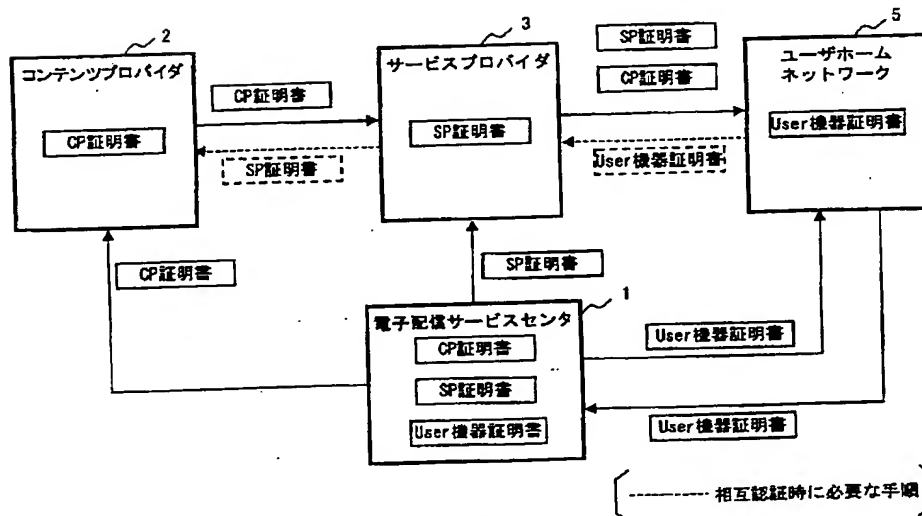 2
コンテンツプロバイダ
CP証明書
CP証明書
SP証明書
3
サービスプロバイダ
SP証明書
SP証明書
CP証明書
User機器証明書
5
ユーザホーム
ネットワーク
User機器証明書
CP証明書
SP証明書
1
電子配信サービスセンタ
CP証明書
SP証明書
User機器証明書
User機器証明書
User機器証明書
相互認証時に必要な手順